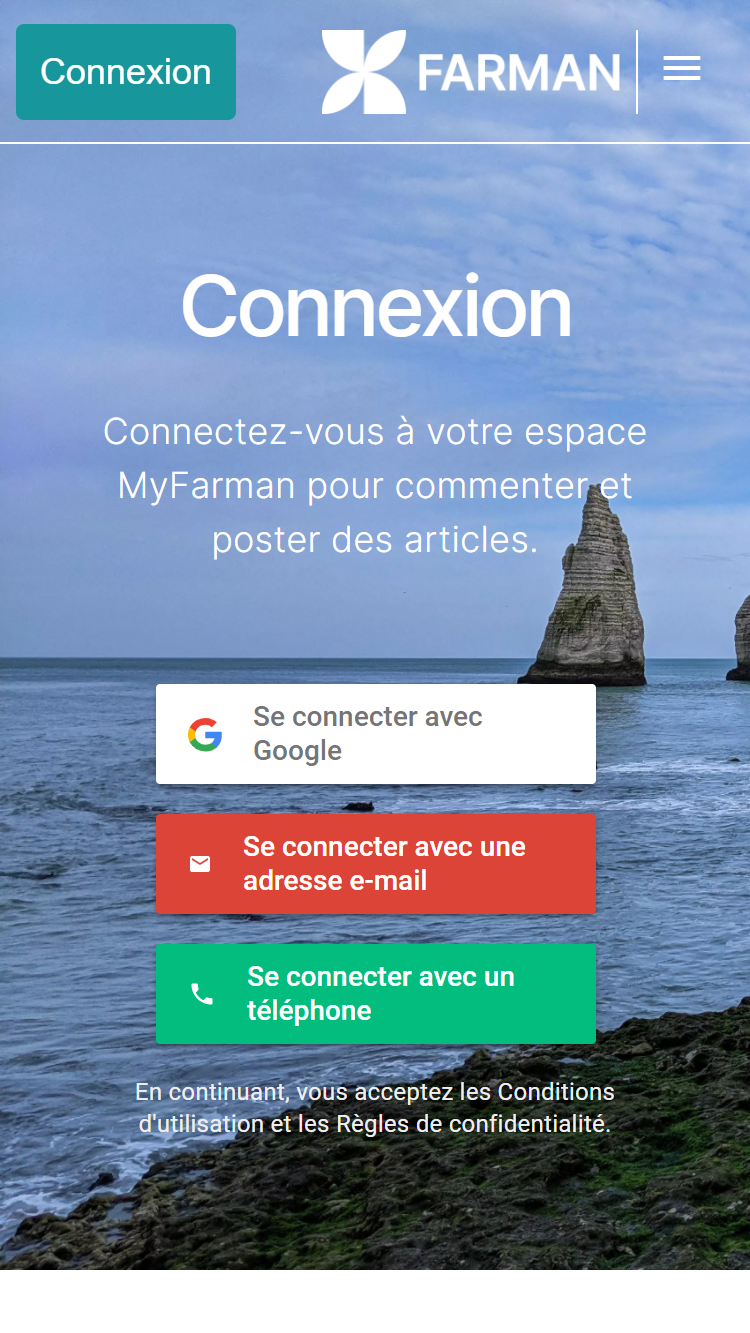 Connexion
FARMAN
Connexion
Connectez-vous à votre espace
MyFarman pour commenter et
poster des articles.
Se connecter avec
Google
Se connecter avec une
adresse e-mail
Se connecter avec un
téléphone
En continuant, vous acceptez les Conditions
d'utilisation et les Règles de confidentialité.